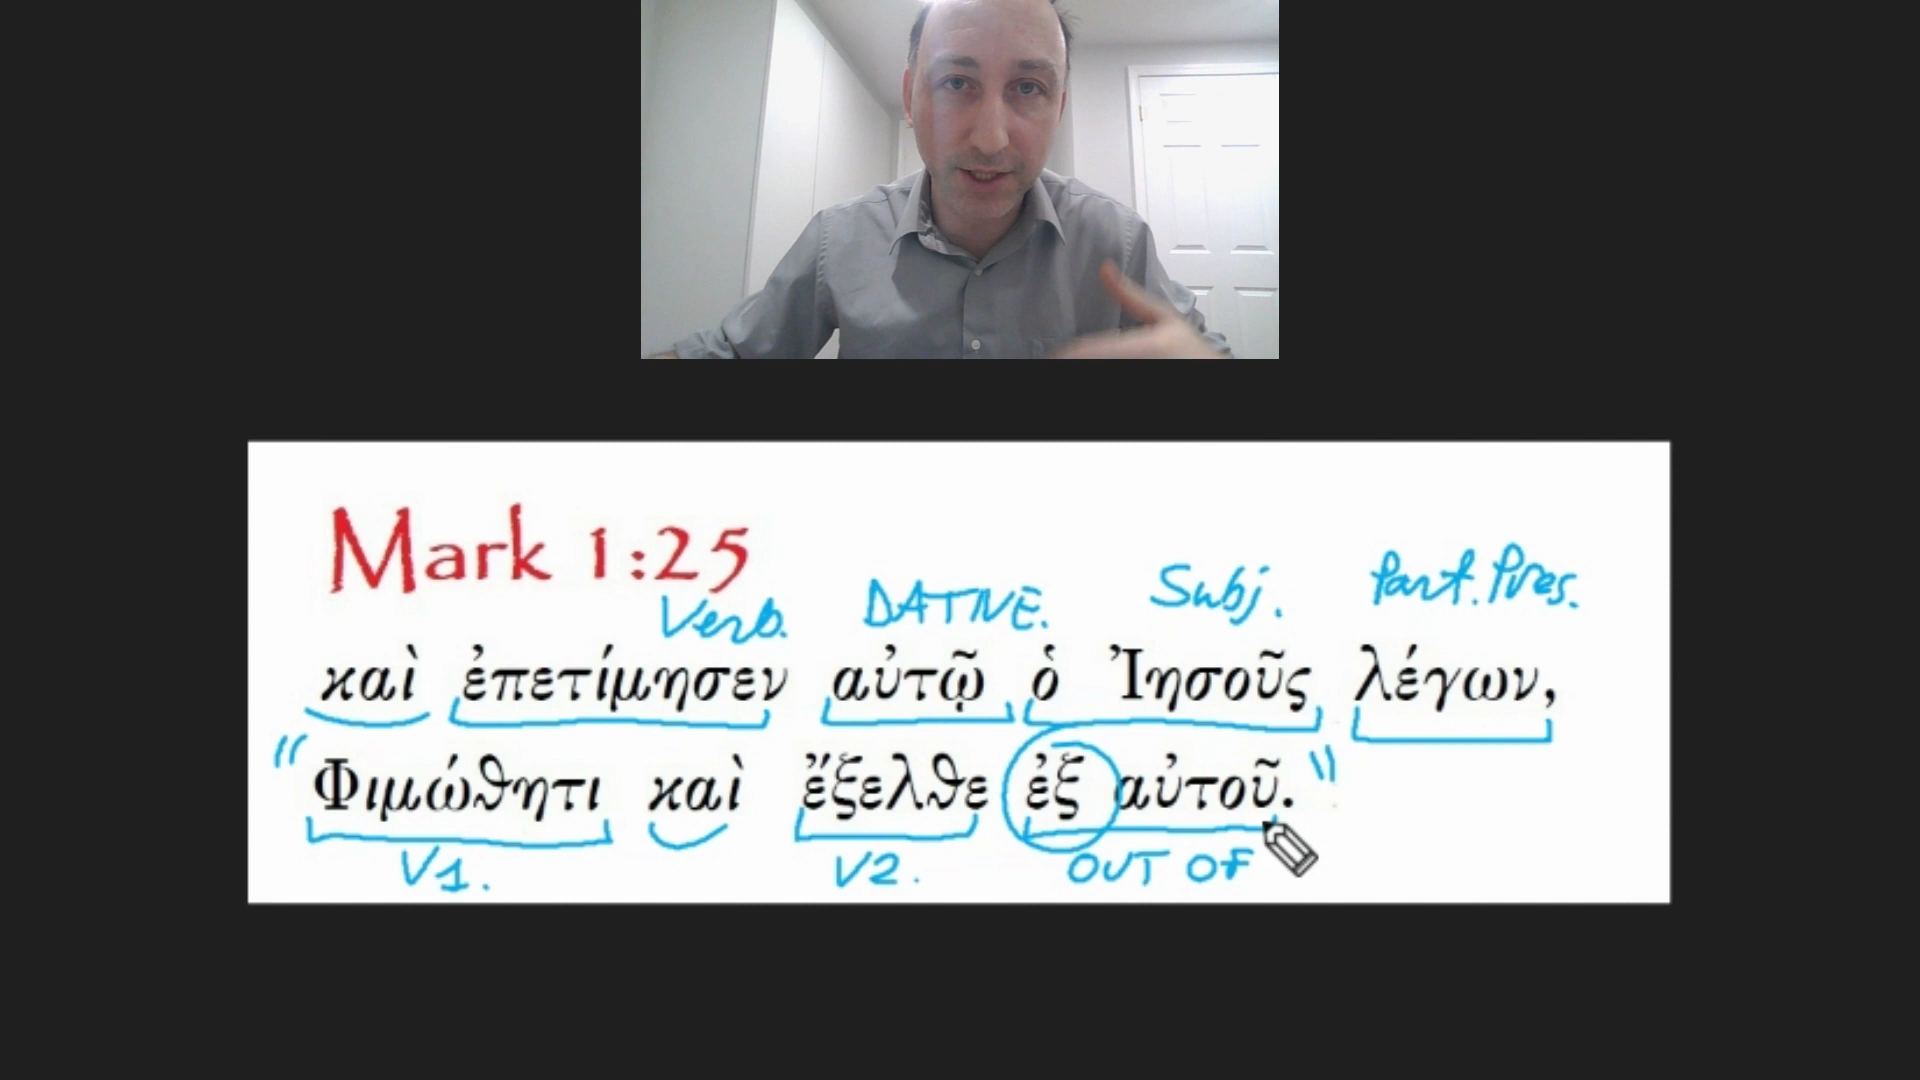 Mark 1:25
Verb. DATIVE. Subj. Part. Pres.
καὶ ἐπετίμησεν αὐτῷ ὁ Ἰησοῦς λέγων,
" Φιμώθητι καὶ ἔξελθε ἐξ αὐτοῦ. "
V1. V2. OUT OF